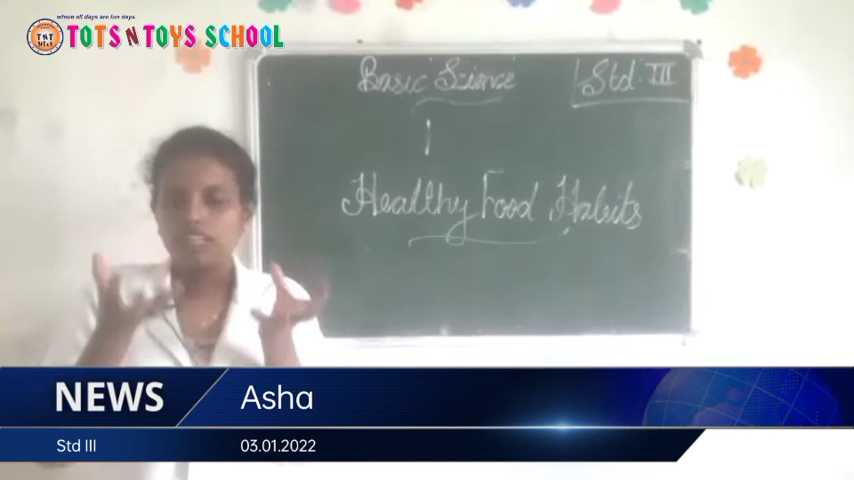 where all days are fun days
TOTS N TOYS SCHOOL
TST
Basic Science
Std. III
1
Healthy Food Habits
NEWS
Asha
Std III
03.01.2022